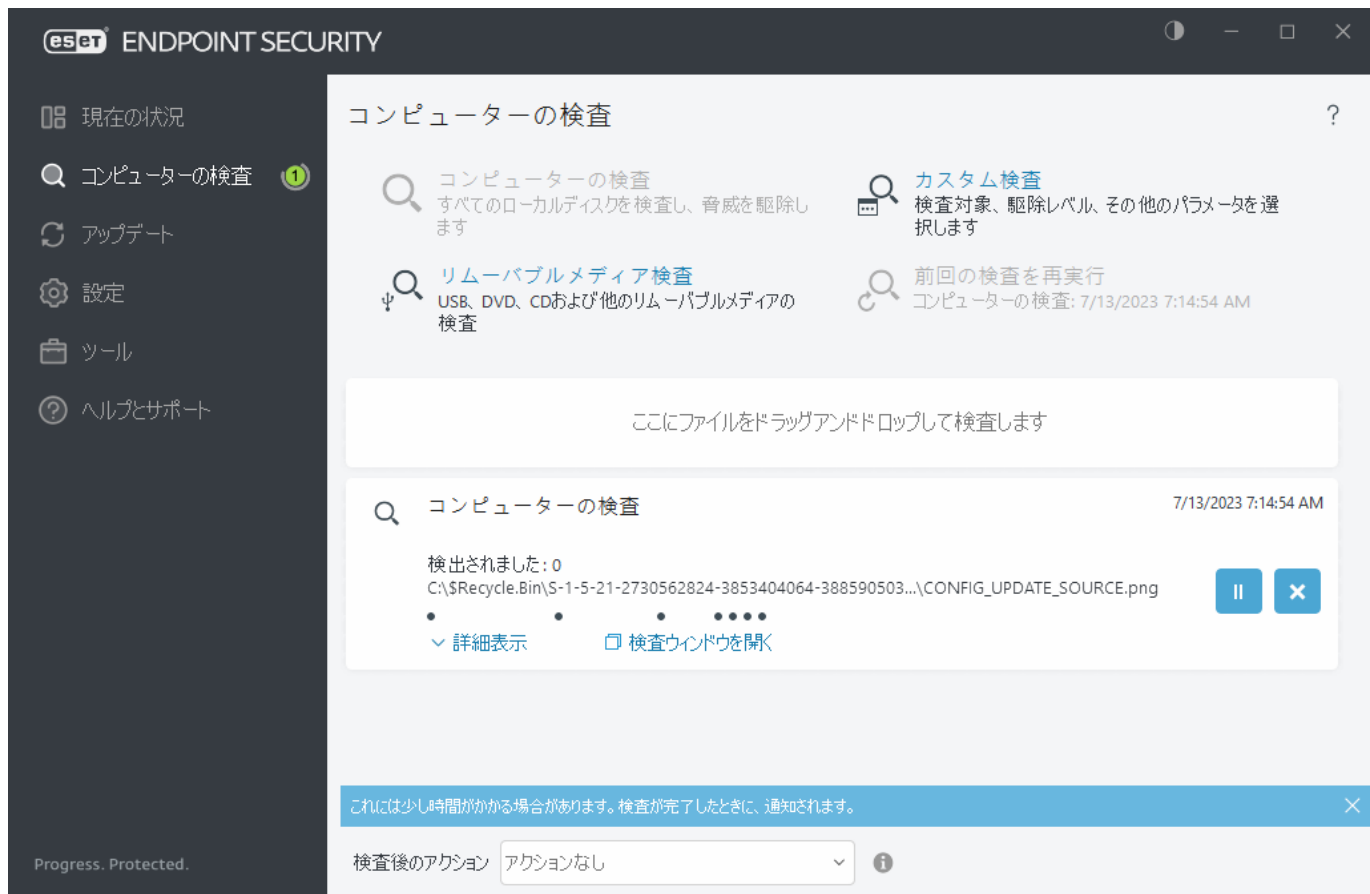 eset ENDPOINT SECURITY
現在の状況
コンピューターの検査 1
アップデート
設定
ツール
ヘルプとサポート
Progress. Protected.
コンピューターの検査
?
コンピューターの検査
すべてのローカルディスクを検査し、脅威を駆除し
ます
カスタム検査
検査対象、駆除レベル、その他のパラメータを選
択します
リムーバブルメディア検査
USB、DVD、CDおよび他のリムーバブルメディアの
検査
前回の検査を再実行
コンピューターの検査: 7/13/2023 7:14:54 AM
ここにファイルをドラッグアンドドロップして検査します
コンピューターの検査
7/13/2023 7:14:54 AM
検出されました: 0
C:\$Recycle.Bin\S-1-5-21-2730562824-3853404064-388590503...\CONFIG_UPDATE_SOURCE.png
詳細表示
検査ウィンドウを開く
これには少し時間がかかる場合があります。検査が完了したときに、通知されます。
検査後のアクション アクションなし